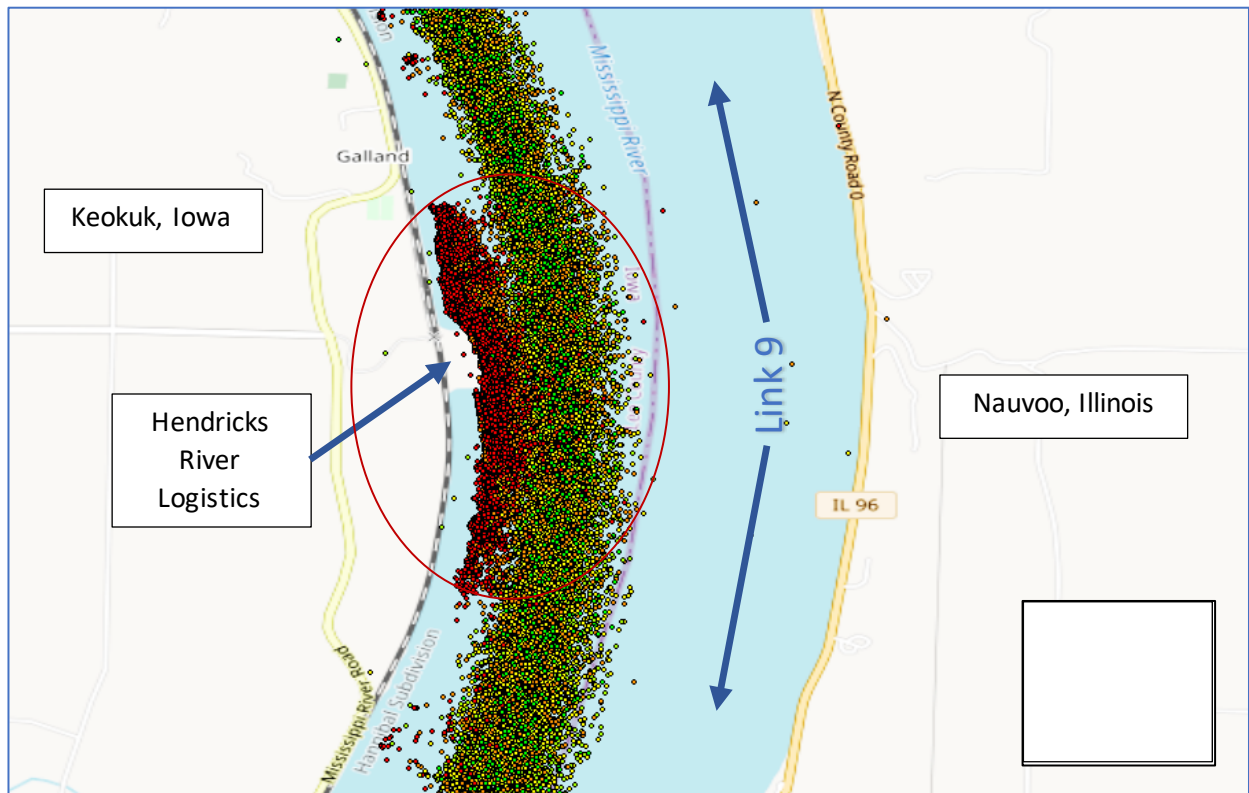 Mississippi River
N County Road 0
Galland
Keokuk, Iowa
Iowa
Link 9
Nauvoo, Illinois
Hendricks
River
Logistics
IL 96
Mississippi River Road
Hannibal Subdivision